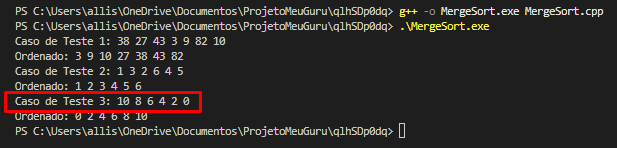 PS C:\Users\allis\OneDrive\Documentos\ProjetoMeuGuru\qlhSDp0dq> g++ -o MergeSort.exe MergeSort.cpp
PS C:\Users\allis\OneDrive\Documentos\ProjetoMeuGuru\qlhSDp0dq> .\MergeSort.exe
Caso de Teste 1: 38 27 43 3 9 82 10
Ordenado: 3 9 10 27 38 43 82
Caso de Teste 2: 1 3 2 6 4 5
Ordenado: 1 2 3 4 5 6
Caso de Teste 3: 10 8 6 4 2 0
Ordenado: 0 2 4 6 8 10
PS C:\Users\allis\OneDrive\Documentos\ProjetoMeuGuru\qlhSDp0dq>